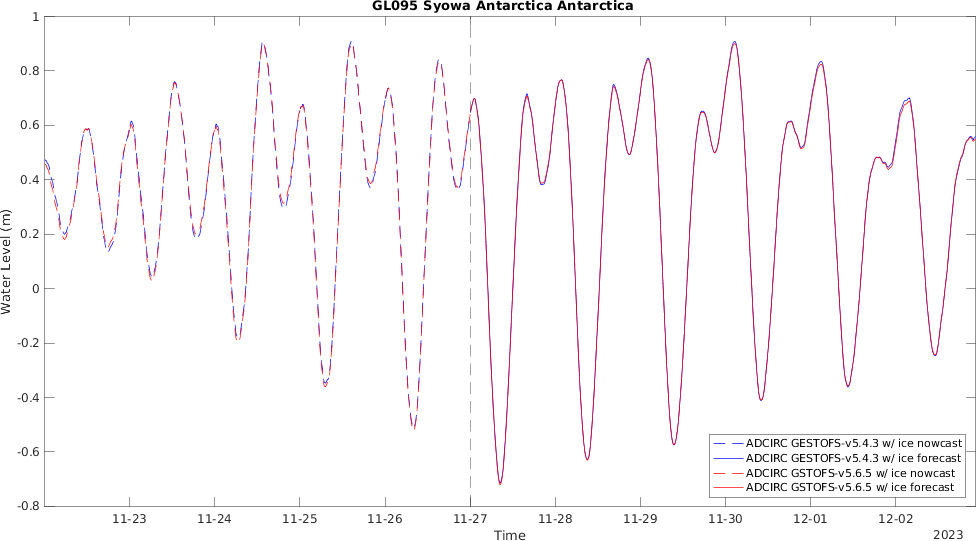 GL095 Syowa Antarctica Antarctica
1
0.8
0.6
0.4
0.2
0
-0.2
-0.4
-0.6
-0.8
Water Level (m)
ADCIRC GESTOFS-v5.4.3 w/ ice nowcast
ADCIRC GESTOFS-v5.4.3 w/ ice forecast
ADCIRC GSTOFS-v5.6.5 w/ ice nowcast
ADCIRC GSTOFS-v5.6.5 w/ ice forecast
11-23 11-24 11-25 11-26 11-27 11-28 11-29 11-30 12-01 12-02
Time
2023